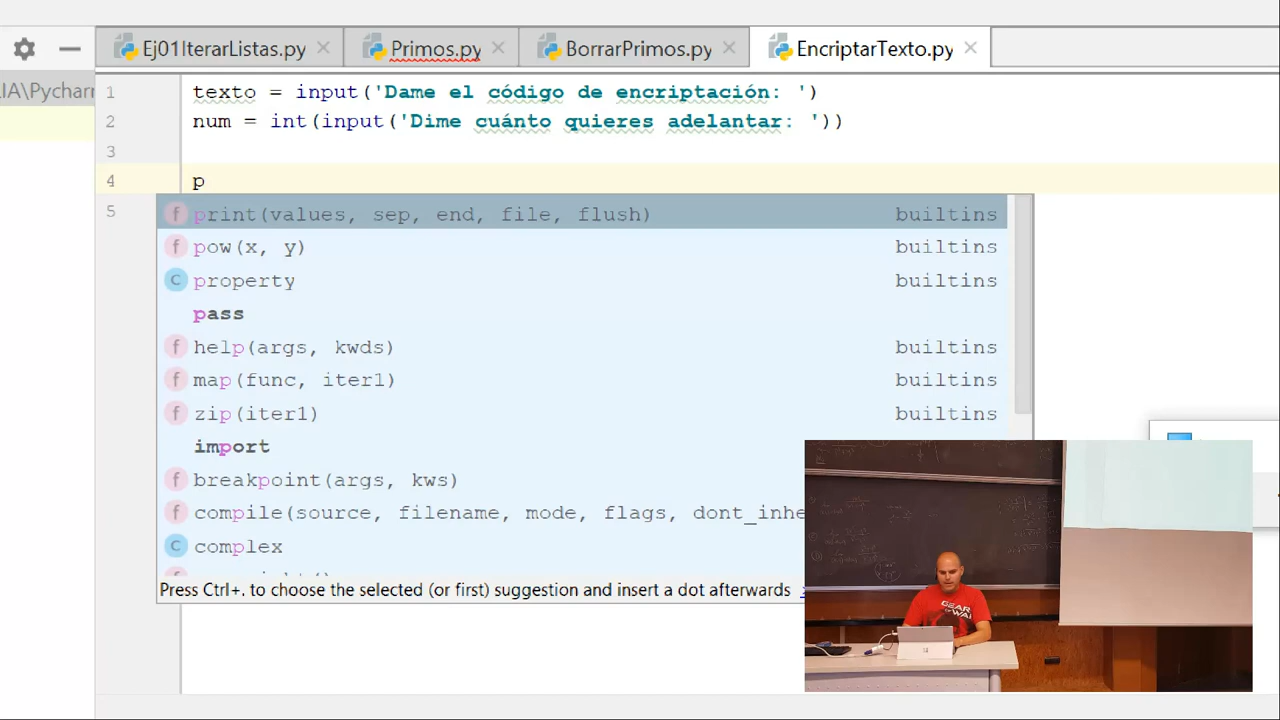 Ej01IterarListas.py
Primos.py
BorrarPrimos.py
EncriptarTexto.py
IA\Pychar
1 texto = input('Dame el código de encriptación: ')
2 num = int(input('Dime cuánto quieres adelantar: '))
3
4 p
5
print(values, sep, end, file, flush) builtins
pow(x, y) builtins
property builtins
pass
help(args, kwds) builtins
map(func, iter1) builtins
zip(iter1) builtins
import
breakpoint(args, kws)
compile(source, filename, mode, flags, dont_inhe
complex
Press Ctrl+. to choose the selected (or first) suggestion and insert a dot afterwards
GEAR